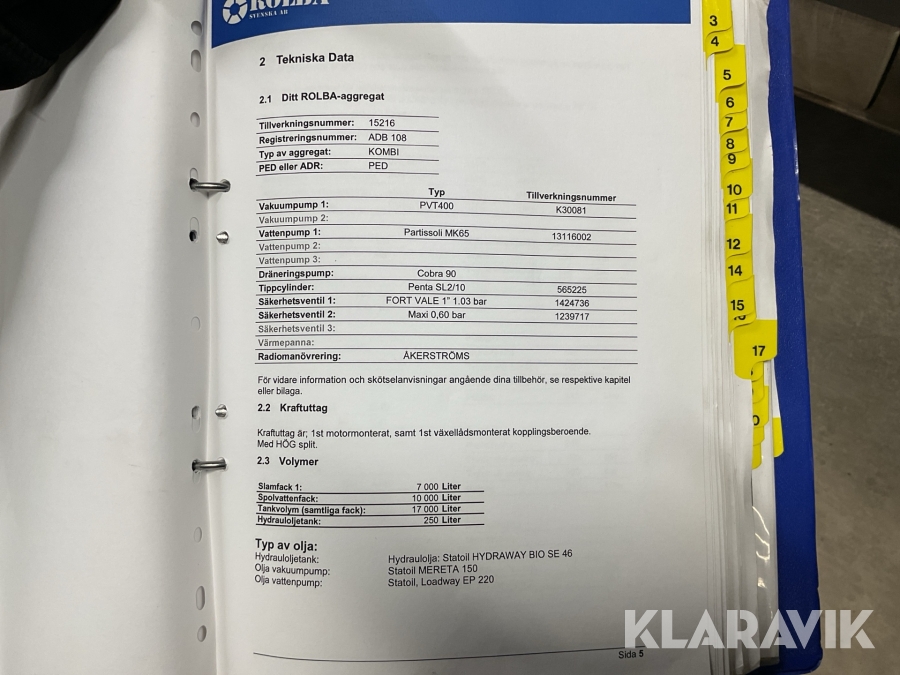 ROLBA
SVENSKA AB
2 Tekniska Data
2.1 Ditt ROLBA-aggregat
Tillverkningsnummer: 15216
Registreringsnummer: ADB 108
Typ av aggregat: KOMBI
PED eller ADR: PED
Typ Tillverkningsnummer
Vakuumpump 1: PVT400 K30081
Vakuumpump 2:
Vattenpump 1: Partissoli MK65 13116002
Vattenpump 2:
Vattenpump 3:
Dräneringspump: Cobra 90
Tippcylinder: Penta SL2/10 565225
Säkerhetsventil 1: FORT VALE 1" 1.03 bar 1424736
Säkerhetsventil 2: Maxi 0,60 bar 1239717
Säkerhetsventil 3:
Värmepanna:
Radiomanövrering: ÅKERSTRÖMS
För vidare information och skötselanvisningar angående dina tillbehör, se respektive kapitel
eller bilaga.
2.2 Kraftuttag
Kraftuttag är; 1st motormonterat, samt 1st växellådsmonterat kopplingsberoende.
Med HÖG split.
2.3 Volymer
Slamfack 1: 7 000 Liter
Spolvattenfack: 10 000 Liter
Tankvolym (samtliga fack): 17 000 Liter
Hydrauloljetank: 250 Liter
Typ av olja:
Hydrauloljetank: Hydraulolja: Statoil HYDRAWAY BIO SE 46
Olja vakuumpump: Statoil MERETA 150
Olja vattenpump: Statoil, Loadway EP 220
Sida 5
3
4
5
6
7
8
9
10
11
12
14
15
17
KLARAVIK